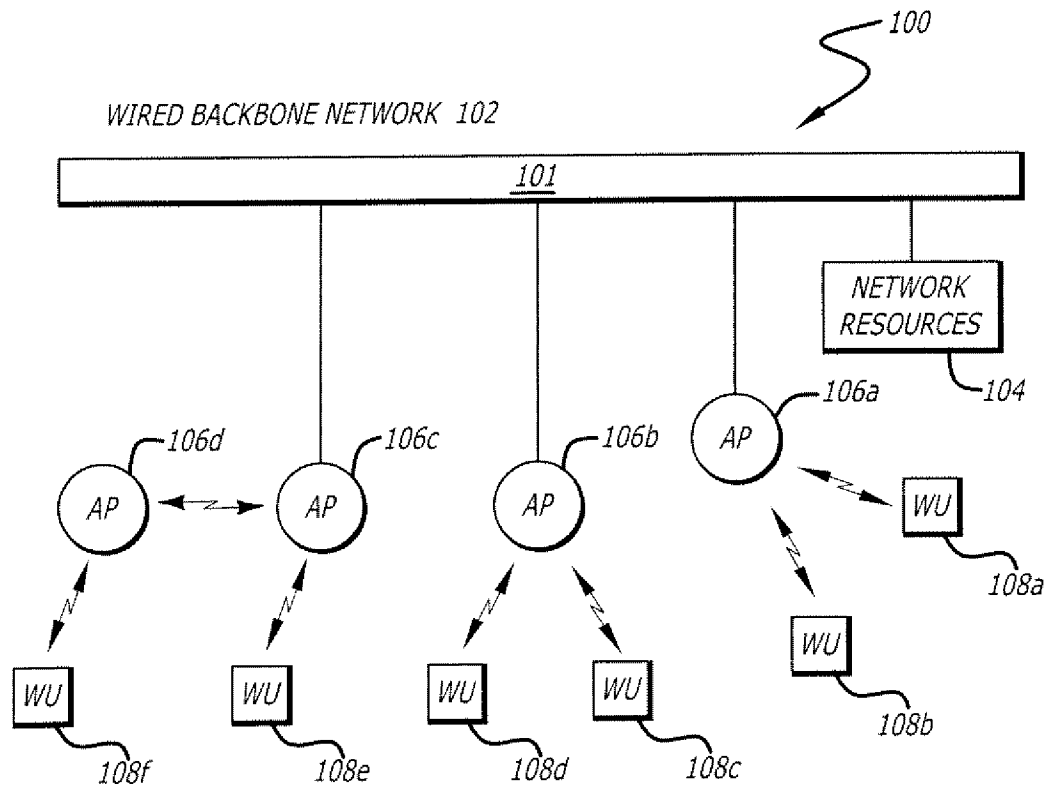 100
WIRED BACKBONE NETWORK 102
101
NETWORK
RESOURCES
104
106a
AP
106d
106c
106b
AP
AP
AP
WU
108a
WU
108b
WU
WU
WU
WU
108f
108e
108d
108c